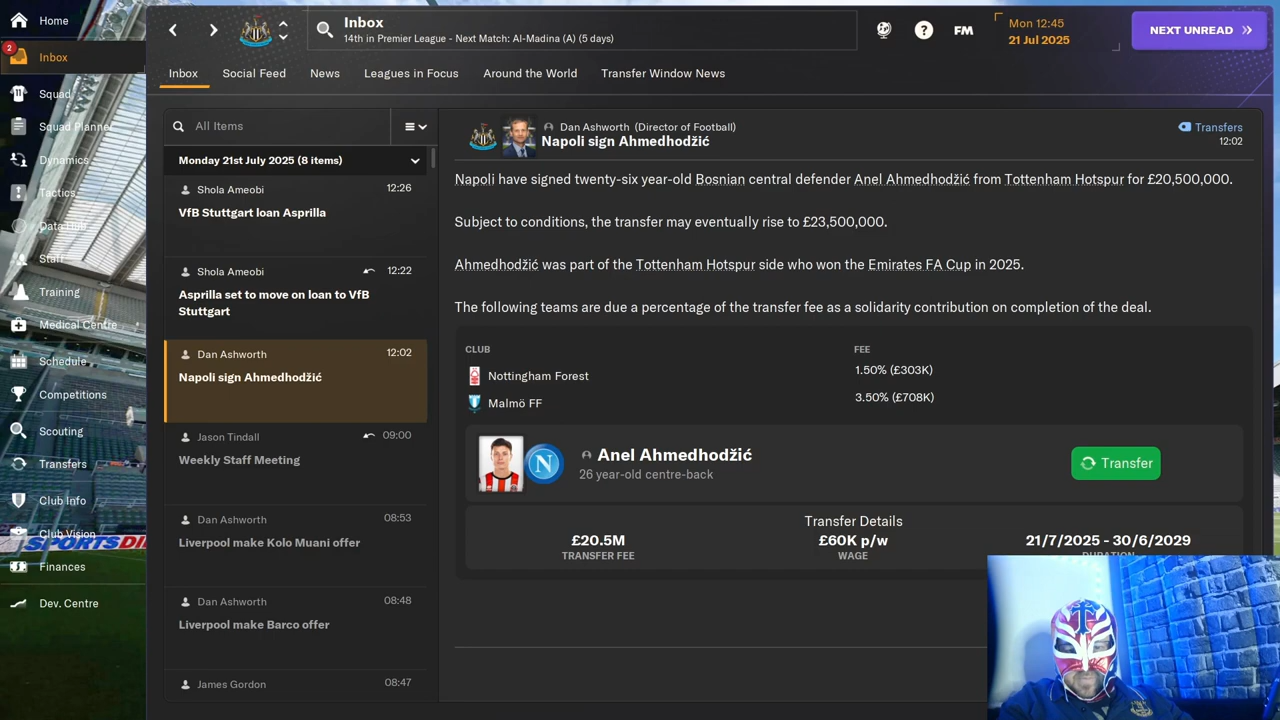 Home
2
Inbox
Squad
Squad Planner
Dynamics
Tactics
Data Hub
Staff
Training
Medical Centre
Schedule
Competitions
Scouting
Transfers
Club Info
Club Vision
SPORTS DI
Finances
Dev. Centre
Inbox
14th in Premier League - Next Match: Al-Madina (A) (5 days)
?
FM
Mon 12:45
21 Jul 2025
NEXT UNREAD
Inbox
Social Feed
News
Leagues in Focus
Around the World
Transfer Window News
All Items
Monday 21st July 2025 (8 items)
Shola Ameobi 12:26
VfB Stuttgart loan Asprilla
Shola Ameobi 12:22
Asprilla set to move on loan to VfB
Stuttgart
Dan Ashworth 12:02
Napoli sign Ahmedhodžić
Jason Tindall 09:00
Weekly Staff Meeting
Dan Ashworth 08:53
Liverpool make Kolo Muani offer
Dan Ashworth 08:48
Liverpool make Barco offer
James Gordon 08:47
Dan Ashworth (Director of Football)
Napoli sign Ahmedhodžić
Transfers
12:02
Napoli have signed twenty-six year-old Bosnian central defender Anel Ahmedhodžić from Tottenham Hotspur for £20,500,000.
Subject to conditions, the transfer may eventually rise to £23,500,000.
Ahmedhodžić was part of the Tottenham Hotspur side who won the Emirates FA Cup in 2025.
The following teams are due a percentage of the transfer fee as a solidarity contribution on completion of the deal.
CLUB FEE
Nottingham Forest 1.50% (£303K)
Malmö FF 3.50% (£708K)
N
Anel Ahmedhodžić
26 year-old centre-back
Transfer
Transfer Details
£20.5M £60K p/w 21/7/2025 - 30/6/2029
TRANSFER FEE WAGE DURATION